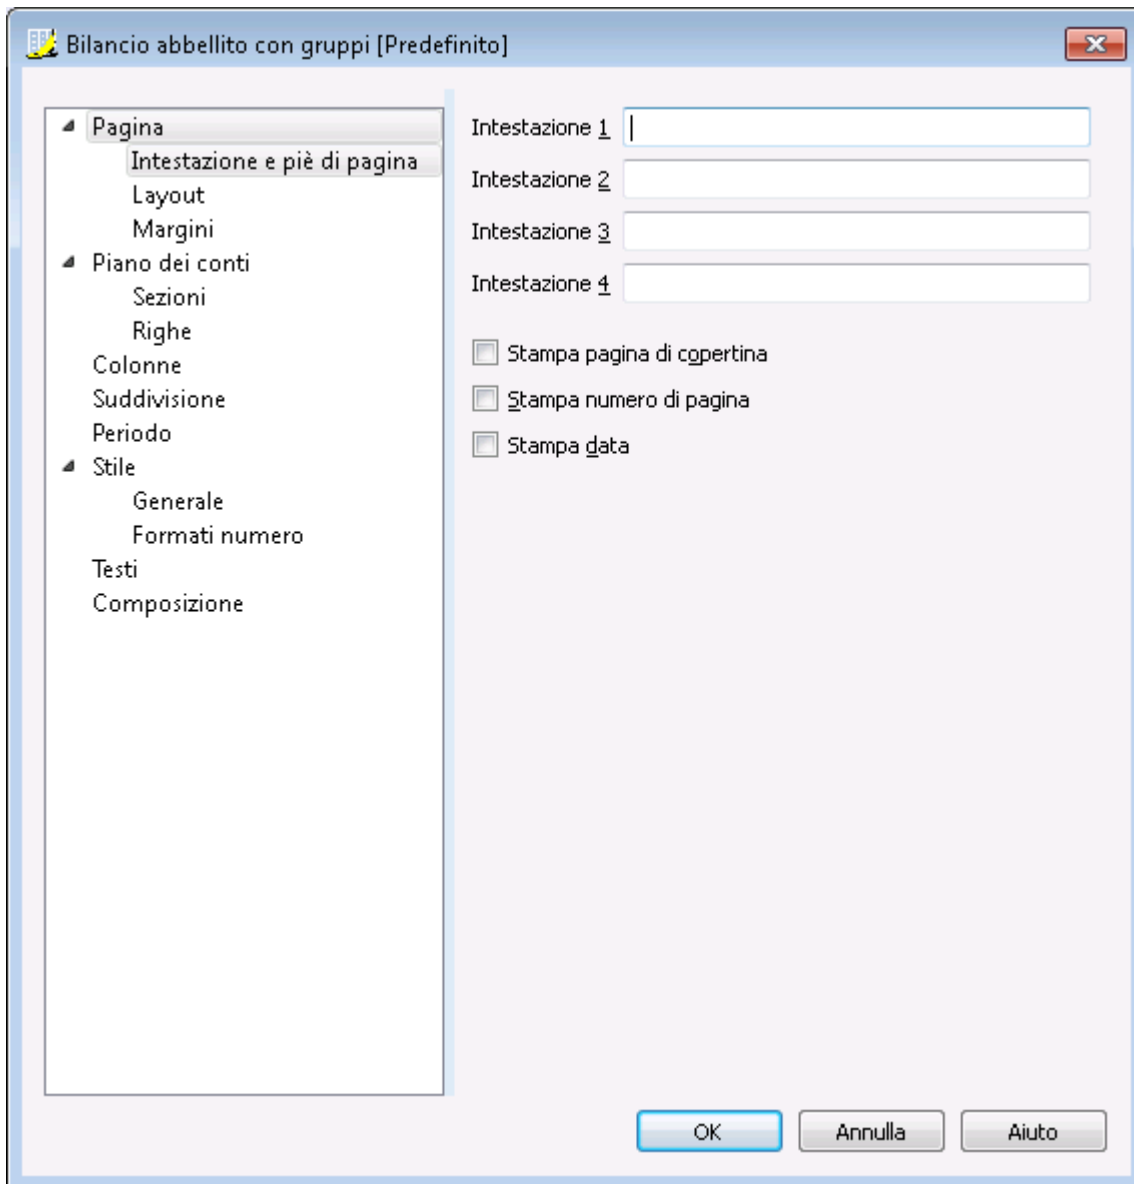 Bilancio abbellito con gruppi [Predefinito]
Pagina
Intestazione e piè di pagina
Layout
Margini
Piano dei conti
Sezioni
Righe
Colonne
Suddivisione
Periodo
Stile
Generale
Formati numero
Testi
Composizione
Intestazione 1
Intestazione 2
Intestazione 3
Intestazione 4
Stampa pagina di copertina
Stampa numero di pagina
Stampa data
OK
Annulla
Aiuto